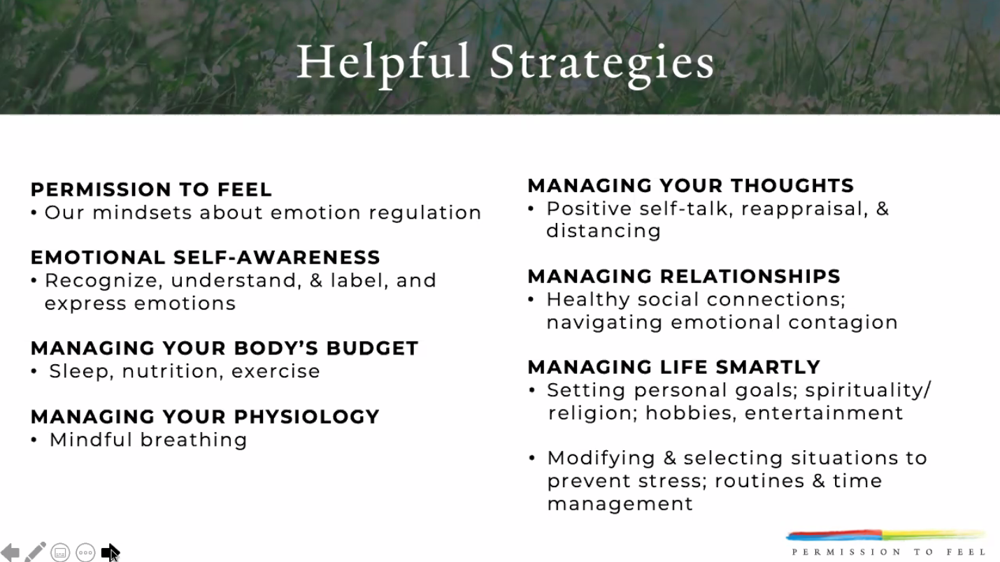 Helpful Strategies
PERMISSION TO FEEL
• Our mindsets about emotion regulation
EMOTIONAL SELF-AWARENESS
• Recognize, understand, & label, and
express emotions
MANAGING YOUR BODY’S BUDGET
• Sleep, nutrition, exercise
MANAGING YOUR PHYSIOLOGY
• Mindful breathing
MANAGING YOUR THOUGHTS
• Positive self-talk, reappraisal, &
distancing
MANAGING RELATIONSHIPS
• Healthy social connections;
navigating emotional contagion
MANAGING LIFE SMARTLY
• Setting personal goals; spirituality/
religion; hobbies, entertainment
• Modifying & selecting situations to
prevent stress; routines & time
management
PERMISSION TO FEEL